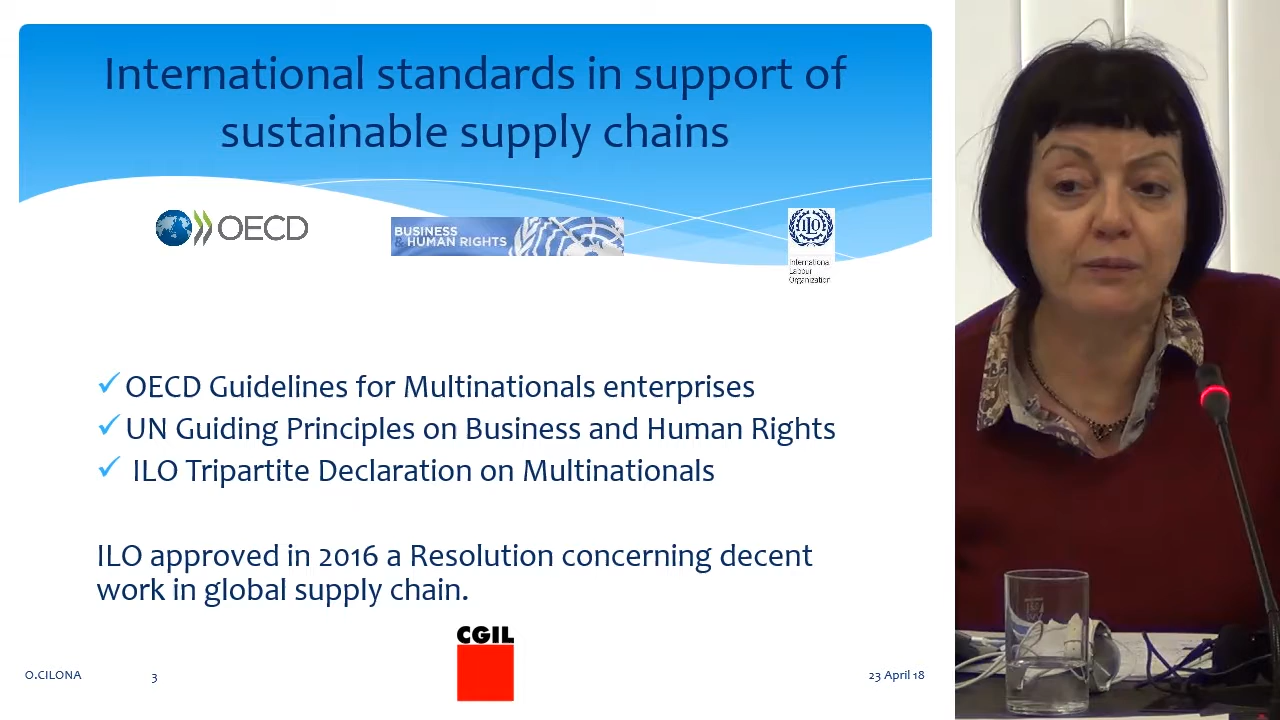 International standards in support of
sustainable supply chains
OECD
BUSINESS
& HUMAN RIGHTS
ILO
International
Labour
Organization
✓ OECD Guidelines for Multinationals enterprises
✓ UN Guiding Principles on Business and Human Rights
✓ ILO Tripartite Declaration on Multinationals
ILO approved in 2016 a Resolution concerning decent
work in global supply chain.
CGIL
O.CILONA
3
23 April 18